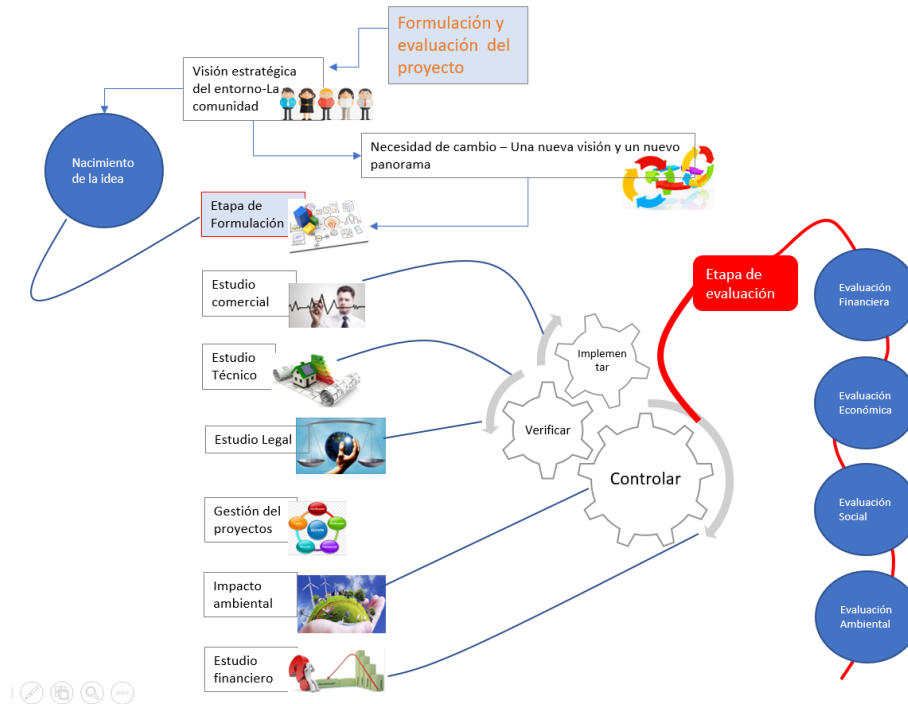 Formulación y
evaluación del
proyecto
Visión estratégica
del entorno-La
comunidad
Nacimiento
de la idea
Necesidad de cambio – Una nueva visión y un nuevo
panorama
Etapa de
Formulación
Etapa de
evaluación
Estudio
comercial
Estudio
Técnico
Estudio Legal
Gestión del
proyectos
Impacto
ambiental
Estudio
financiero
Implemen
tar
Verificar
Controlar
Evaluación
Financiera
Evaluación
Económica
Evaluación
Social
Evaluación
Ambiental